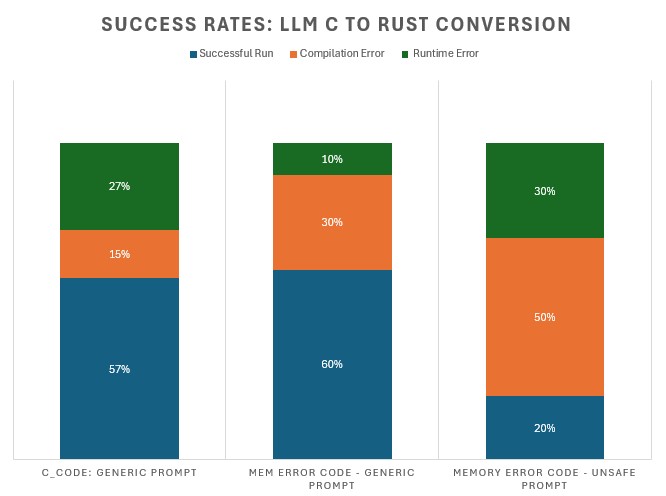 SUCCESS RATES: LLM C TO RUST CONVERSION
Successful Run Compilation Error Runtime Error
27%
15%
57%
10%
30%
60%
30%
50%
20%
C_CODE: GENERIC PROMPT
MEM ERROR CODE - GENERIC
PROMPT
MEMORY ERROR CODE - UNSAFE
PROMPT